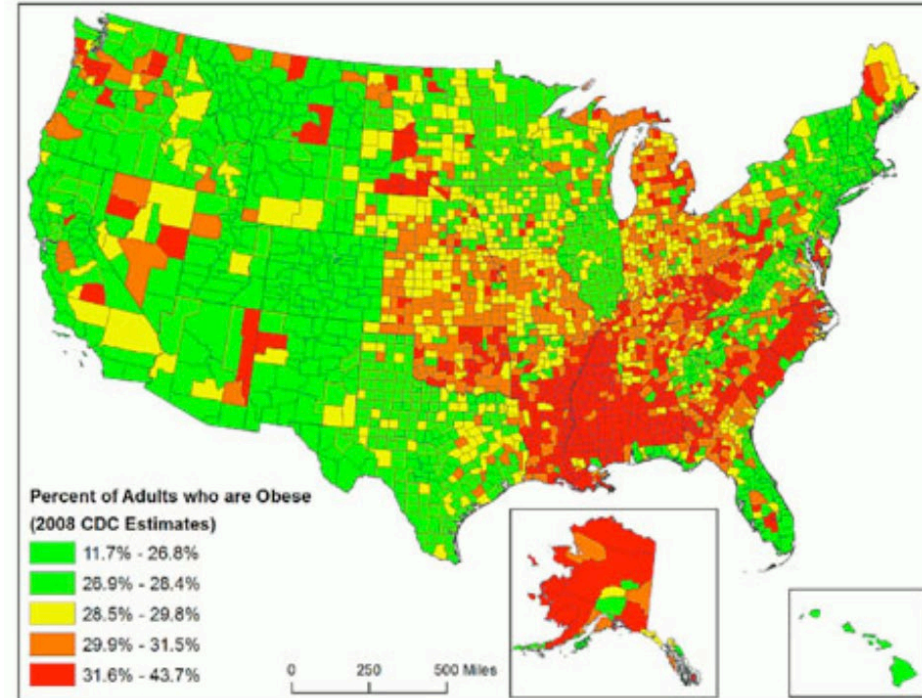 Percent of Adults who are Obese
(2008 CDC Estimates)
11.7% - 26.8%
26.9% - 28.4%
28.5% - 29.8%
29.9% - 31.5%
31.6% - 43.7%
0 250 500 Miles